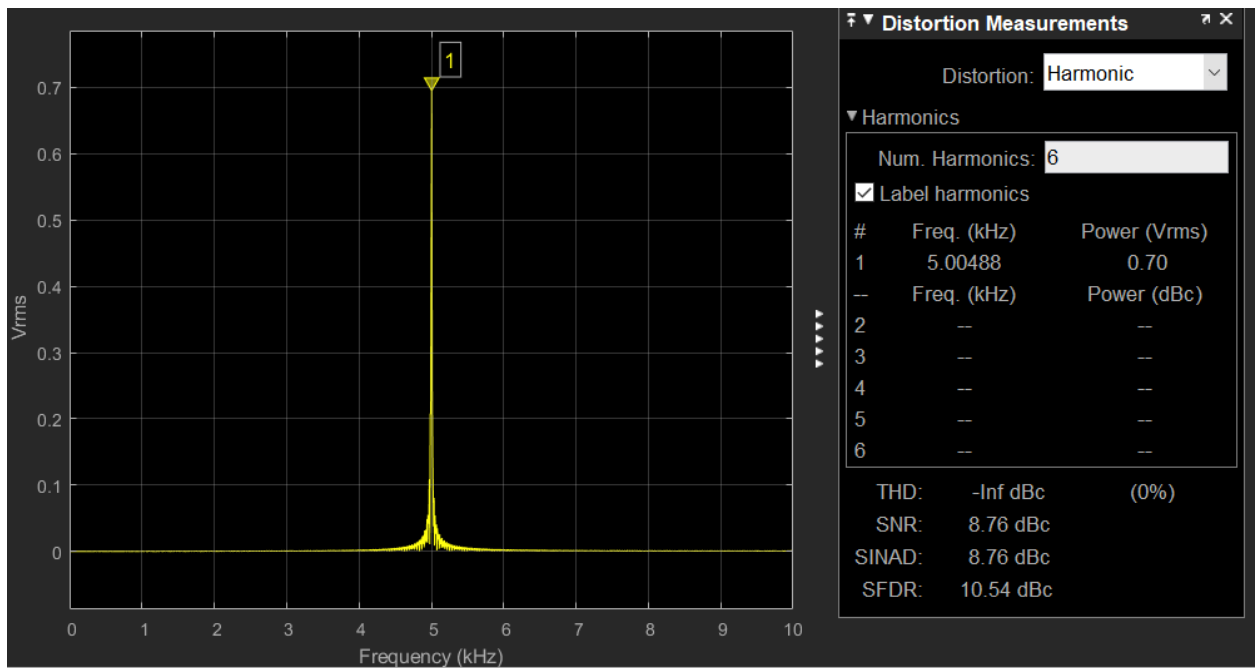 1
0.7
0.6
0.5
0.4
0.3
0.2
0.1
0
Vrms
0 1 2 3 4 5 6 7 8 9 10
Frequency (kHz)
Distortion Measurements
Distortion: Harmonic
Harmonics
Num. Harmonics: 6
Label harmonics
# Freq. (kHz) Power (Vrms)
1 5.00488 0.70
-- Freq. (kHz) Power (dBc)
2 -- --
3 -- --
4 -- --
5 -- --
6 -- --
THD: -Inf dBc (0%)
SNR: 8.76 dBc
SINAD: 8.76 dBc
SFDR: 10.54 dBc